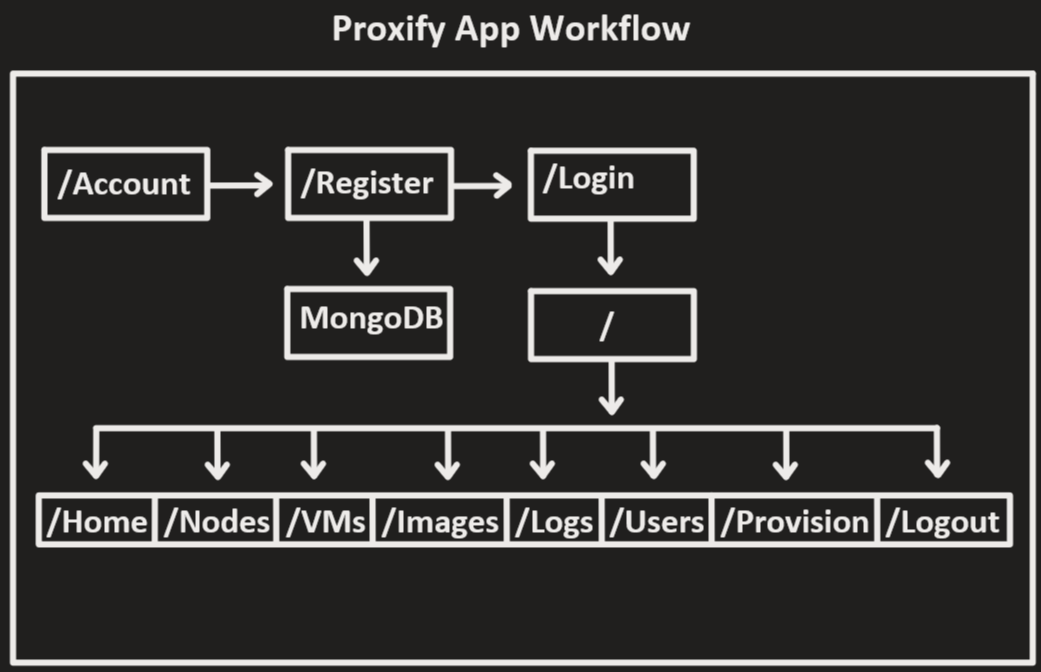 Proxify App Workflow
/Account
/Register
/Login
MongoDB
/
/Home
/Nodes
/VMs
/Images
/Logs
/Users
/Provision
/Logout